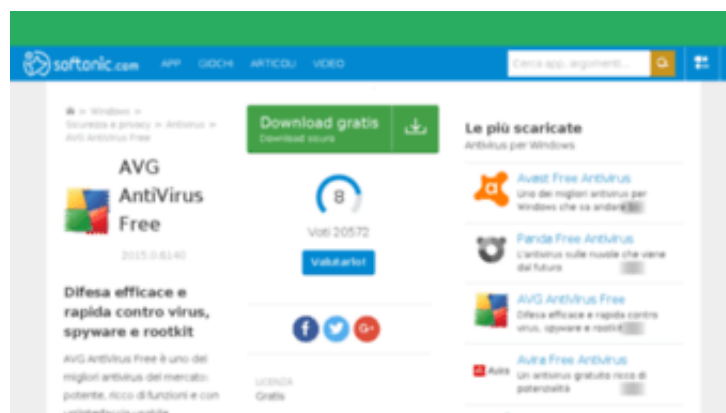 softonic.com APP GIOCHI ARTICOLI VIDEO Cerca app, argomenti...
> Windows >
Sicurezza e privacy > Antivirus >
AVG Antivirus Free
AVG
AntiVirus
Free
2015.0.6140
Difesa efficace e
rapida contro virus,
spyware e rootkit
AVG Antivirus Free è uno dei
migliori antivirus del mercato:
potente, ricco di funzioni e con
Download gratis
Download sicuro
8
Voti 20572
Valutarlo!
f
G+
LICENZA
Gratis
Le più scaricate
Antivirus per Windows
Avast Free Antivirus
Uno dei migliori antivirus per
Windows che va andare
Panda Free Antivirus
L'antivirus sulle nuvole che viene
dal futuro
AVG AntiVirus Free
Difesa efficace e rapida contro
virus, spyware e rootkit
Avira
Avira Free Antivirus
Un antivirus gratuito ricco di
potenzialità